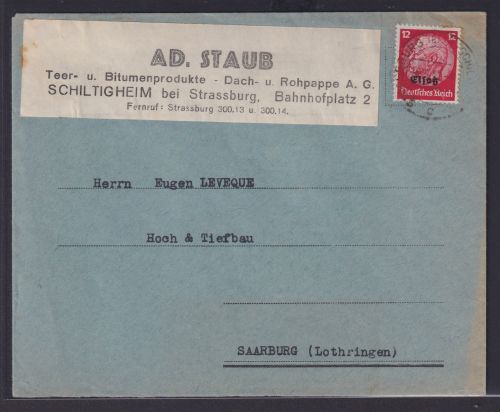 AD. STAUB
Teer- u. Bitumenprodukte - Dach- u. Rohpappe A. G.
SCHILTIGHEIM bei Strassburg, Bahnhofplatz 2
Fernruf: Strassburg 300.13 u. 300.14.
12 12
Elsaß
Deutsches Reich
Herrn Eugen LEVEQUE
Hoch & Tiefbau
SAARBURG (Lothringen)